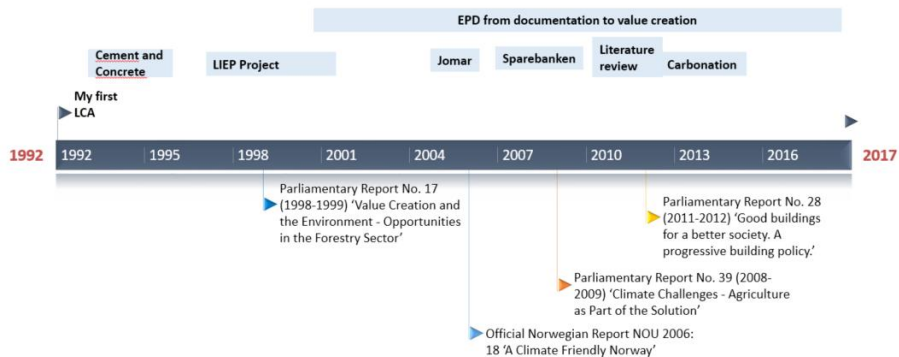 EPD from documentation to value creation
Cement and
Concrete
LIEP Project
Jomar
Sparebanken
Literature
review
Carbonation
My first
LCA
1992
1992
1995
1998
2001
2004
2007
2010
2013
2016
2017
Parliamentary Report No. 17
(1998-1999) ‘Value Creation and
the Environment - Opportunities
in the Forestry Sector’
Parliamentary Report No. 28
(2011-2012) ‘Good buildings
for a better society. A
progressive building policy.’
Parliamentary Report No. 39 (2008-
2009) ‘Climate Challenges - Agriculture
as Part of the Solution’
Official Norwegian Report NOU 2006:
18 ‘A Climate Friendly Norway’